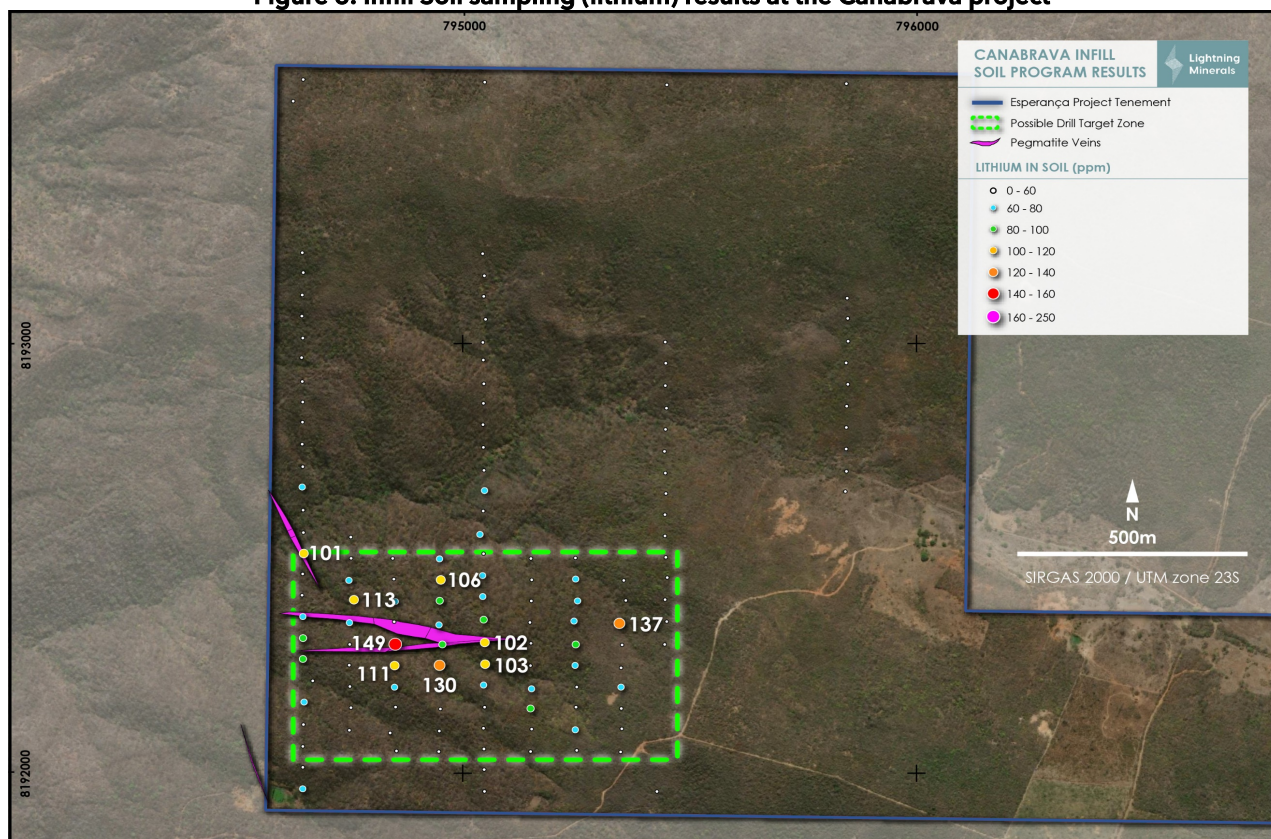 Figure 6: Infill Soil sampling (lithium) results at the Canabrava project
795000
796000
CANABRAVA INFILL
SOIL PROGRAM RESULTS
Lightning
Minerals
Esperança Project Tenement
Possible Drill Target Zone
Pegmatite Veins
LITHIUM IN SOIL (ppm)
0 - 60
60 - 80
80 - 100
100 - 120
120 - 140
140 - 160
160 - 250
8193000
N
500m
SIRGAS 2000 / UTM zone 23S
101
106
113
137
149
102
111
130
103
8192000